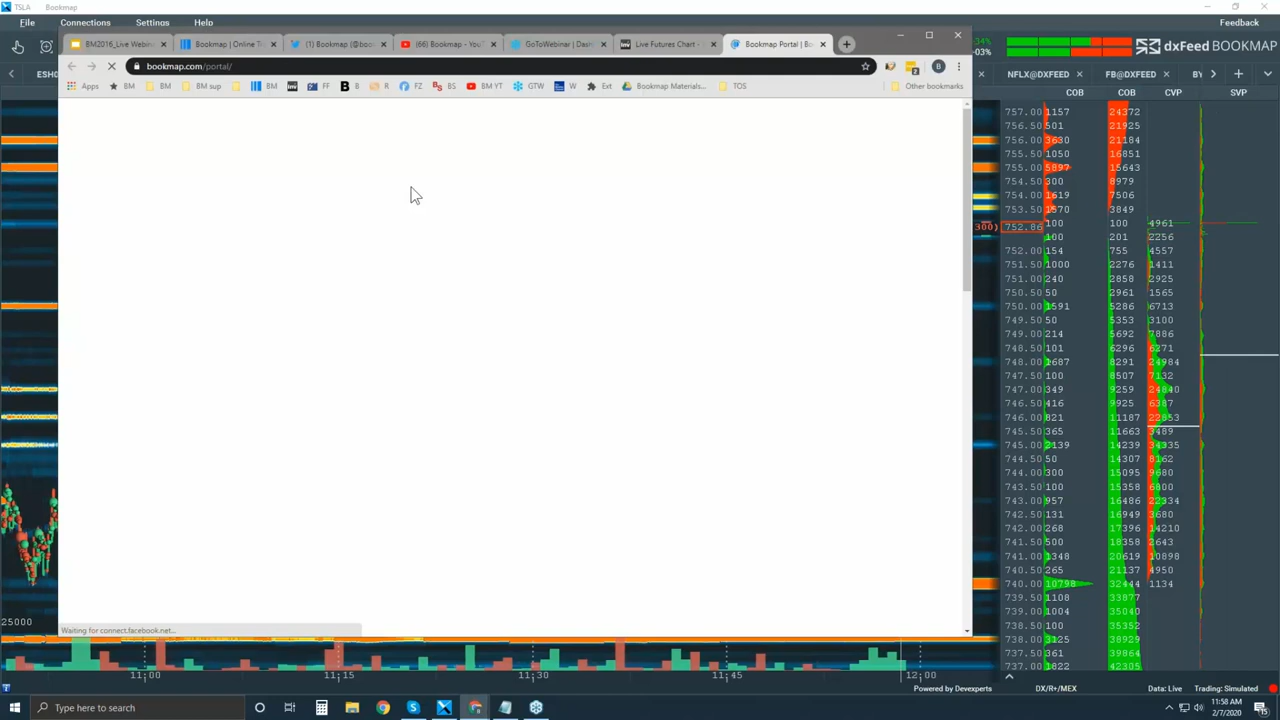 TSLA Bookmap
File Connections Settings Help Feedback
BM2016_Live Webin
Bookmap | Online T
(1) Bookmap (@boo
(66) Bookmap - You
GoToWebinar | Das
Live Futures Chart -
Bookmap Portal | B
bookmap.com/portal/
Apps BM BM BM sup BM FF B R FZ BS BM YT GTW W Ext Bookmap Materials... TOS Other bookmarks
Waiting for connect.facebook.net...
ESH
34%
03%
dxFeed BOOKMAP
NFLX@DXFEED FB@DXFEED BY
COB COB CVP SVP
757.00 1157 24372
756.50 501 21925
756.00 3630 21184
755.50 1050 16851
755.00 5897 15643
754.50 300 8979
754.00 1619 7506
753.50 1570 3849
300) 752.86 100 100 4961
100 201 2256
752.00 154 755 4557
751.50 1000 2276 1411
751.00 240 2858 2925
750.50 50 2961 1565
750.00 1591 5286 6713
749.50 50 5353 3100
749.00 214 5692 7886
748.50 101 6296 6271
748.00 1687 8291 24984
747.50 100 8507 7132
747.00 349 9259 24840
746.50 416 9925 6387
746.00 821 11187 22853
745.50 365 11663 3489
745.00 2139 14239 34335
744.50 50 14307 8162
744.00 300 15095 9680
743.50 100 15358 6800
743.00 957 16486 22334
742.50 131 16949 3680
742.00 268 17396 14210
741.50 500 18358 2643
741.00 1348 20619 10898
740.50 265 21137 4950
740.00 10798 32444 1134
739.50 1108 33877
739.00 1004 35040
738.50 100 35352
738.00 3125 38929
737.50 361 39864
737.00 1822 42305
25000
11:00 11:15 11:30 11:45 12:00
Powered by Devexperts DX/R+/MEX Data: Live Trading: Simulated
Type here to search
11:58 AM
2/7/2020
15